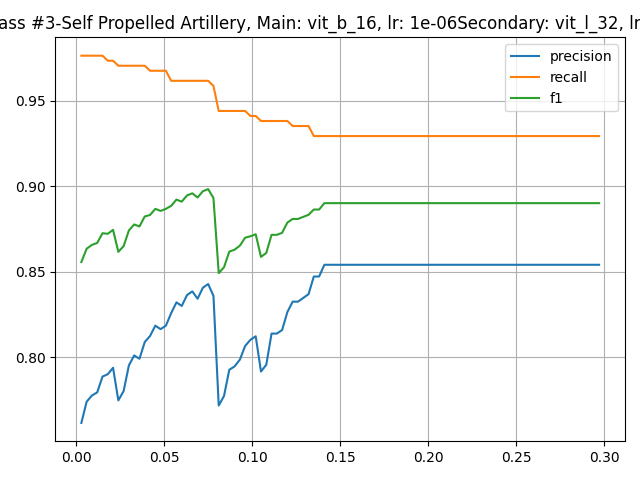 ass #3-Self Propelled Artillery, Main: vit_b_16, lr: 1e-06Secondary: vit_l_32, lr
precision
recall
f1
0.95
0.90
0.85
0.80
0.00 0.05 0.10 0.15 0.20 0.25 0.30